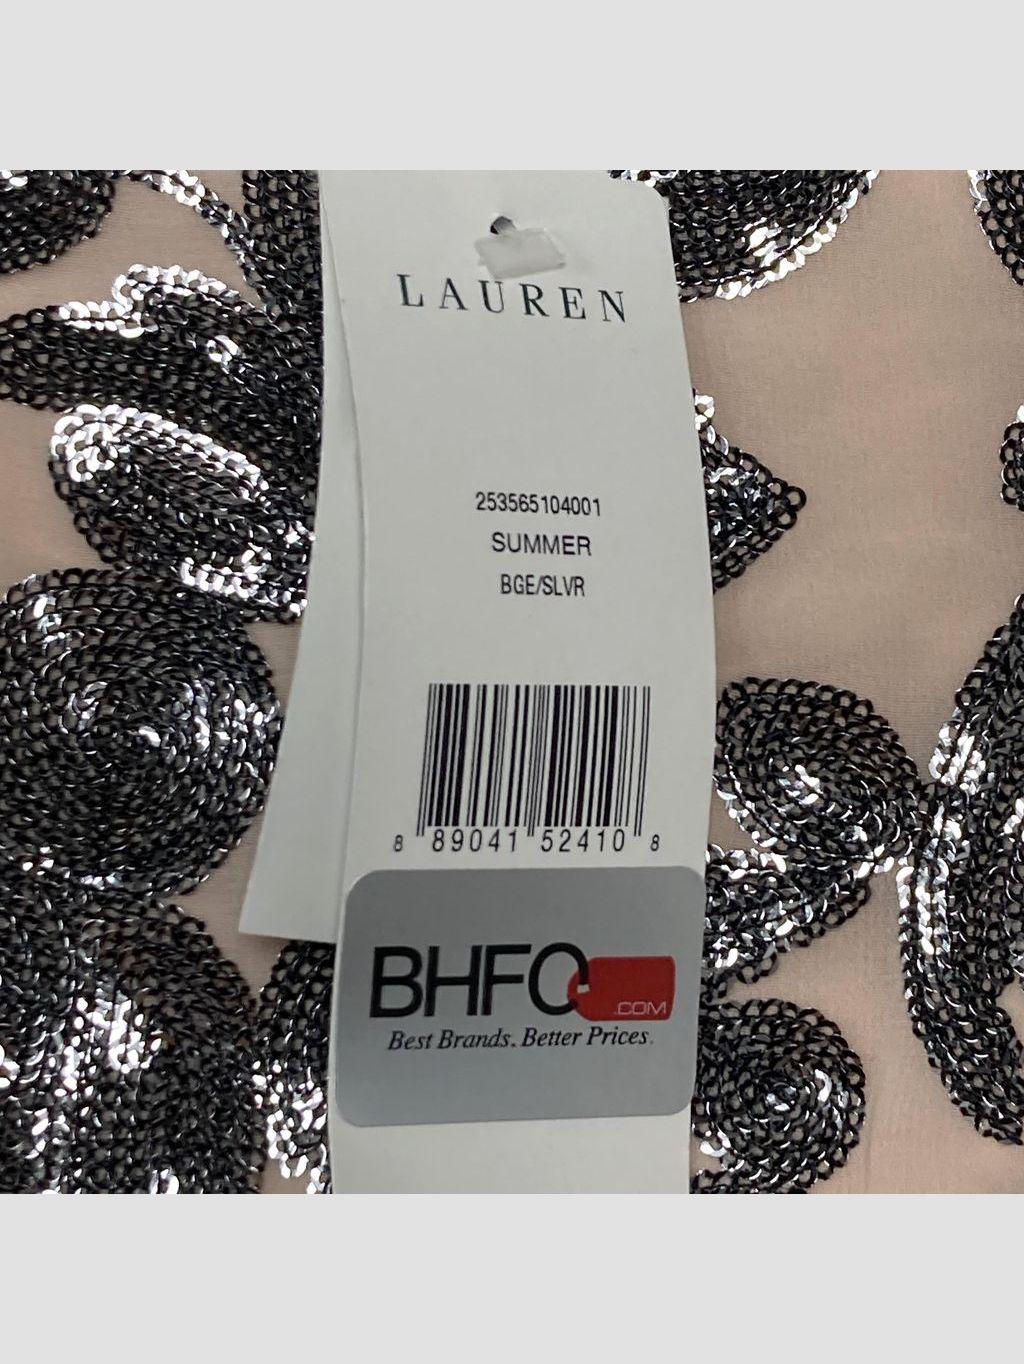 LAUREN
253565104001
SUMMER
BGE/SLVR
8 89041 52410 8
BHFO.COM
Best Brands. Better Prices.